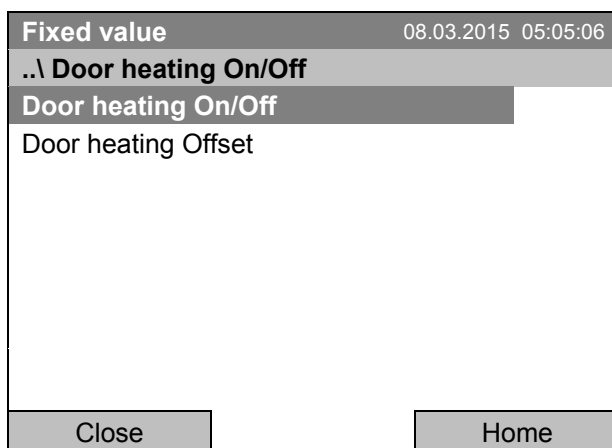 Fixed value 08.03.2015 05:05:06
..\ Door heating On/Off
Door heating On/Off
Door heating Offset
Close Home